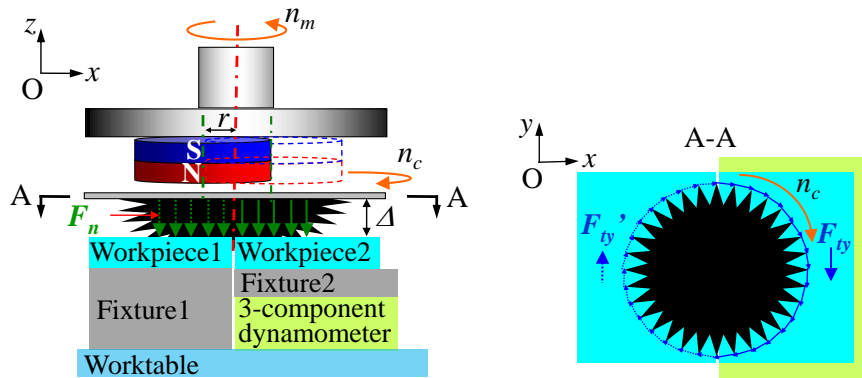 n_m
z
O
x
r
S
N
n_c
A
A
F_n
Δ
Workpiece1
Workpiece2
Fixture1
Fixture2
3-component
dynamometer
Worktable
A-A
y
O
x
n_c
F_ty'
F_ty